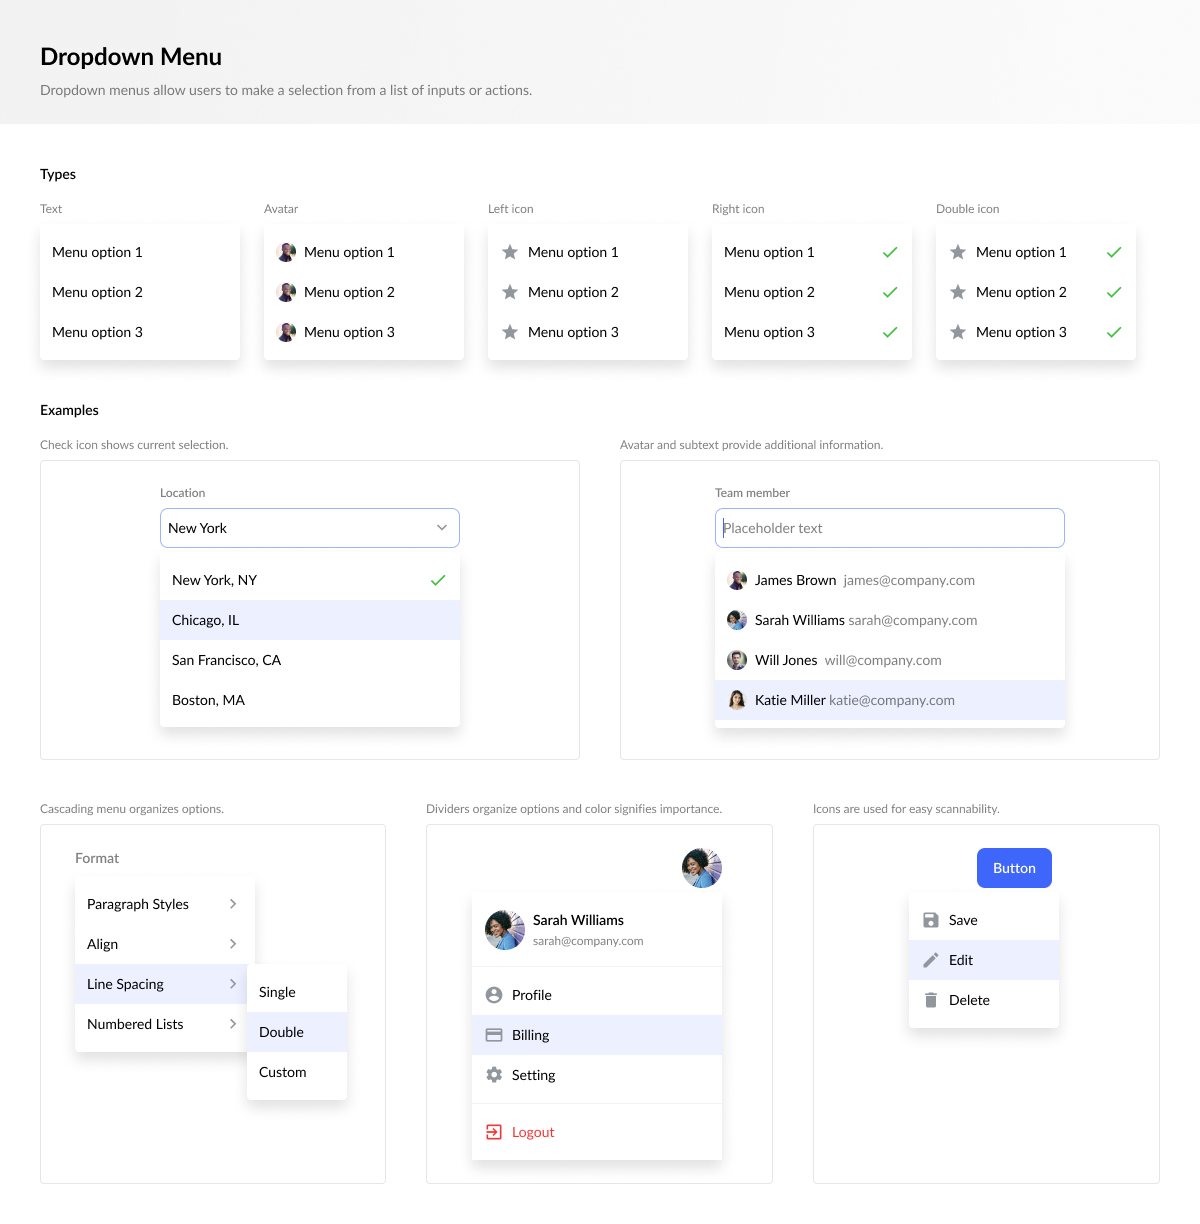 Dropdown Menu
Dropdown menus allow users to make a selection from a list of inputs or actions.
Types
Text
Menu option 1
Menu option 2
Menu option 3
Avatar
Menu option 1
Menu option 2
Menu option 3
Left icon
Menu option 1
Menu option 2
Menu option 3
Right icon
Menu option 1
Menu option 2
Menu option 3
Double icon
Menu option 1
Menu option 2
Menu option 3
Examples
Check icon shows current selection.
Location
New York
New York, NY
Chicago, IL
San Francisco, CA
Boston, MA
Avatar and subtext provide additional information.
Team member
Placeholder text
James Brown james@company.com
Sarah Williams sarah@company.com
Will Jones will@company.com
Katie Miller katie@company.com
Cascading menu organizes options.
Format
Paragraph Styles
Align
Line Spacing
Numbered Lists
Single
Double
Custom
Dividers organize options and color signifies importance.
Sarah Williams
sarah@company.com
Profile
Billing
Setting
Logout
Icons are used for easy scannability.
Button
Save
Edit
Delete